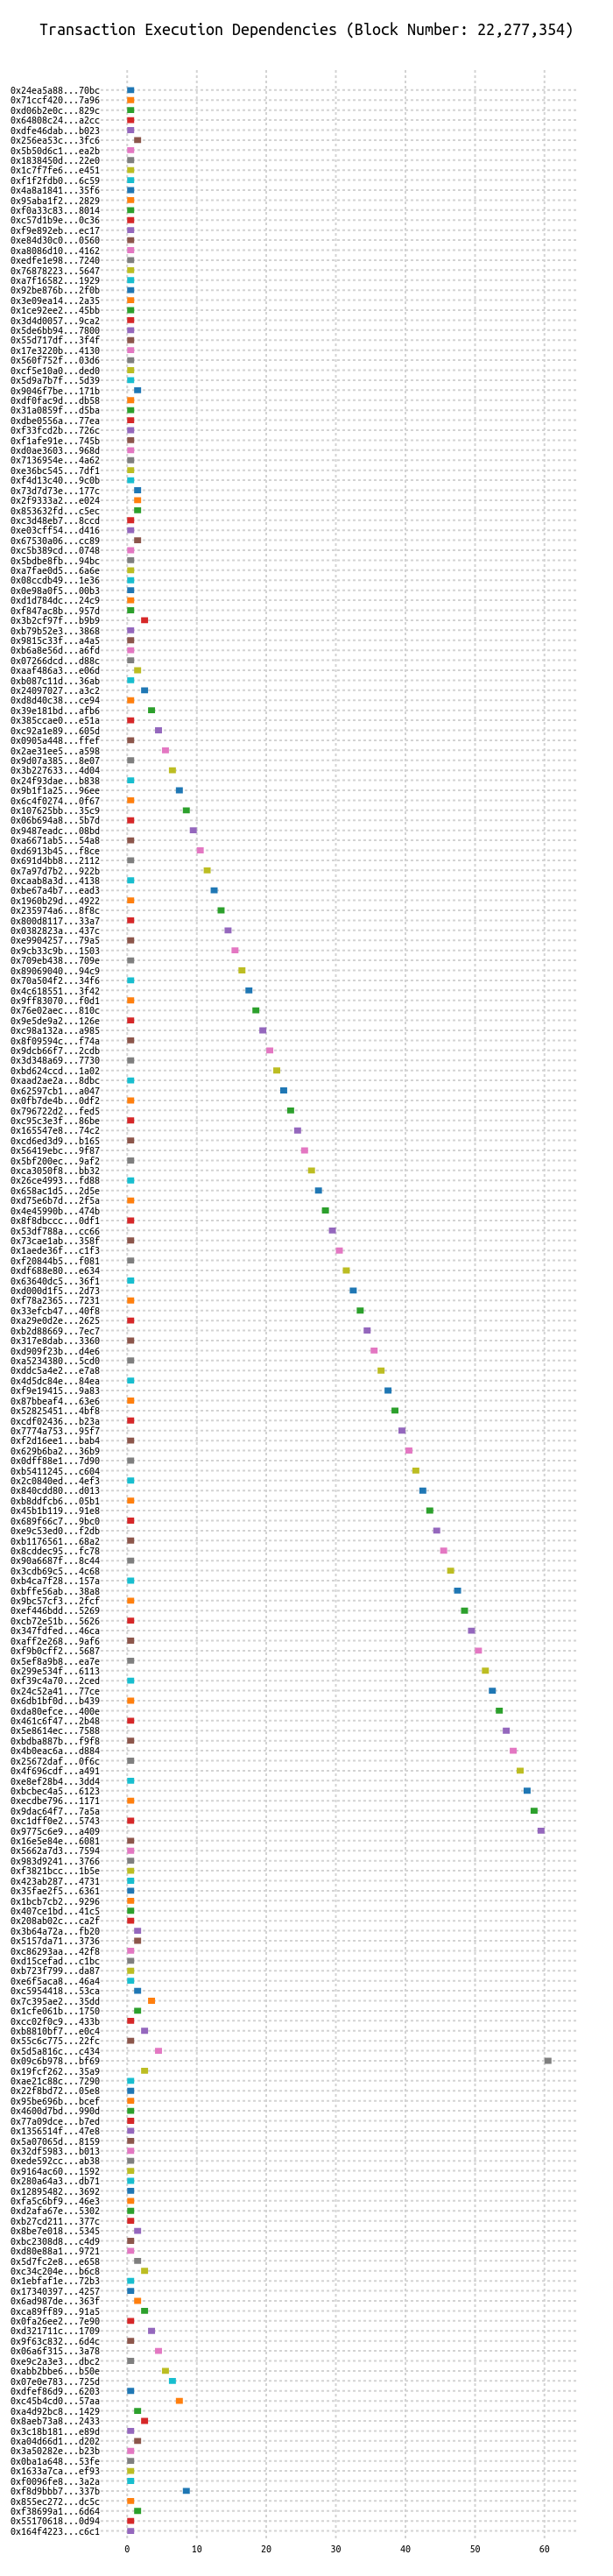 Transaction Execution Dependencies (Block Number: 22,277,354)
0x24ea5a88...70bc
0x71ccf420...7a96
0xd06b2e0c...829c
0x64808c24...a2cc
0xdfe46dab...b023
0x256ea53c...3fc6
0x5b50d6c1...ea2b
0x1838450d...22e0
0x1c7f7fe6...e451
0xf1f2fdb0...6c59
0x4a8a1841...35f6
0x95aba1f2...2829
0xf0a33c83...8014
0xc57d1b9e...0c36
0xf9e892eb...ec17
0xe84d30c0...0560
0xa8086d10...4162
0xedfe1e98...7240
0x76878223...5647
0xa7f16582...1929
0x92be876b...2f0b
0x3e09ea14...2a35
0x1ce92ee2...45bb
0x3d4d0057...9ca2
0x5de6bb94...7800
0x55d717df...3f4f
0x17e3220b...4130
0x560f752f...03d6
0xcf5e10a0...ded0
0x5d9a7b7f...5d39
0x9046f7be...171b
0xdf0fac9d...db58
0x31a0859f...d5ba
0xdbe0556a...77ea
0xf33fcd2b...726c
0xf1afe91e...745b
0xd0ae3603...968d
0x7136954e...4a62
0xe36bc545...7df1
0xf4d13c40...9c0b
0x73d7d73e...177c
0x2f9333a2...e024
0x853632fd...c5ec
0xc3d48eb7...8ccd
0xe03cff54...d416
0x67530a06...cc89
0xc5b389cd...0748
0x5bdbe8fb...94bc
0xa7fae0d5...6a6e
0x08ccdb49...1e36
0x0e98a0f5...00b3
0xd1d784dc...24c9
0xf847ac8b...957d
0x3b2cf97f...b9b9
0xb79b52e3...3868
0x9815c33f...a4a5
0xb6a8e56d...a6fd
0x07266dcd...d88c
0xaaf486a3...e06d
0xb087c11d...36ab
0x24097027...a3c2
0xd8d40c38...ce94
0x39e181bd...afb6
0x385ccae0...e51a
0xc92a1e89...605d
0x0905a448...ffef
0x2ae31ee5...a598
0x9d07a385...8e07
0x3b227633...4d04
0x24f93dae...b838
0x9b1f1a25...96ee
0x6c4f0274...0f67
0x107625bb...35c9
0x06b694a8...5b7d
0x9487eadc...08bd
0xa6671ab5...54a8
0xd6913b45...f8ce
0x691d4bb8...2112
0x7a97d7b2...922b
0xcaab8a3d...4138
0xbe67a4b7...ead3
0x1960b29d...4922
0x235974a6...8f8c
0x800d8117...33a7
0x0382823a...437c
0xe9904257...79a5
0x9cb33c9b...1503
0x709eb438...709e
0x89069040...94c9
0x70a504f2...34f6
0x4c618551...3f42
0x9ff83070...f0d1
0x76e02aec...810c
0x9e5de9a2...126e
0xc98a132a...a985
0x8f09594c...f74a
0x9dcb66f7...2cdb
0x3d348a69...7730
0xbd624ccd...1a02
0xaad2ae2a...8dbc
0x62597cb1...a047
0x0fb7de4b...0df2
0x796722d2...fed5
0xc95c3e3f...86be
0x165547e8...74c2
0xcd6ed3d9...b165
0x56419ebc...9f87
0x5bf200ec...9af2
0xca3050f8...bb32
0x26ce4993...fd88
0x658ac1d5...2d5e
0xd75e6b7d...2f5a
0x4e45990b...474b
0x8f8dbccc...0df1
0x53df788a...cc66
0x73cae1ab...358f
0x1aede36f...c1f3
0xf20844b5...f081
0xdf688e80...e634
0x63640dc5...36f1
0xd000d1f5...2d73
0xf78a2365...7231
0x33efcb47...40f8
0xa29e0d2e...2625
0xb2d88669...7ec7
0x317e8dab...3360
0xd909f23b...d4e6
0xa5234380...5cd0
0xddc5a4e2...e7a8
0x4d5dc84e...84ea
0xf9e19415...9a83
0x87bbeaf4...63e6
0x52825451...4bf8
0xcdf02436...b23a
0x7774a753...95f7
0xf2d16ee1...bab4
0x629b6ba2...36b9
0x0dff88e1...7d90
0xb5411245...c604
0x2c0840ed...4ef3
0x840cdd80...d013
0xb8ddfcb6...05b1
0x45b1b119...91e8
0x689f66c7...9bc0
0xe9c53ed0...f2db
0xb1176561...68a2
0x8cddec95...fc78
0x90a6687f...8c44
0x3cdb69c5...4c68
0xb4ca7f28...157a
0xbffe56ab...38a8
0x9bc57cf3...2fcf
0xef446bdd...5269
0xcb72e51b...5626
0x347fdfed...46ca
0xaff2e268...9af6
0xf9b0cff2...5687
0x5ef8a9b8...ea7e
0x299e534f...6113
0xf39c4a70...2ced
0x24c52a41...77ce
0x6db1bf0d...b439
0xda80efce...400e
0x461c6f47...2b48
0x5e8614ec...7588
0xbdba887b...f9f8
0x4b0eac6a...d884
0x25672daf...0f6c
0x4f696cdf...a491
0xe8ef28b4...3dd4
0xbcbec4a5...6123
0xecdbe796...1171
0x9dac64f7...7a5a
0xc1dff0e2...5743
0x9775c6e9...a409
0x16e5e84e...6081
0x5662a7d3...7594
0x983d9241...3766
0xf3821bcc...1b5e
0x423ab287...4731
0x35fae2f5...6361
0x1bcb7cb2...9296
0x407ce1bd...41c5
0x208ab02c...ca2f
0x3b64a72a...fb20
0x5157da71...3736
0xc86293aa...42f8
0xd15cefad...c1bc
0xb723f799...da87
0xe6f5aca8...46a4
0xc5954418...53ca
0x7c395ae2...35dd
0x1cfe061b...1750
0xcc02f0c9...433b
0xb8810bf7...e0c4
0x55c6c775...22fc
0x5d5a816c...c434
0x09c6b978...bf69
0x19fcf262...35a9
0xae21c88c...7290
0x22f8bd72...05e8
0x95be696b...bcef
0x4600d7bd...990d
0x77a09dce...b7ed
0x1356514f...47e8
0x5a07065d...8159
0x32df5983...b013
0xede592cc...ab38
0x9164ac60...1592
0x280a64a3...db71
0x12895482...3692
0xfa5c6bf9...46e3
0xd2afa67e...5302
0xb27cd211...377c
0x8be7e018...5345
0xbc2308d8...c4d9
0xd80e88a1...9721
0x5d7fc2e8...e658
0xc34c204e...b6c8
0x1ebfaf1e...72b3
0x17340397...4257
0x6ad987de...363f
0xca89ff89...91a5
0x0fa26ee2...7e90
0xd321711c...1709
0x9f63c832...6d4c
0x06a6f315...3a78
0xe9c2a3e3...dbc2
0xabb2bbe6...b50e
0x07e0e783...725d
0xdfef86d9...6203
0xc45b4cd0...57aa
0xa4d92bc8...1429
0x8aeb73a8...2433
0x3c18b181...e89d
0xa04d66d1...d202
0x3a50282e...b23b
0x0ba1a648...53fe
0x1633a7ca...ef93
0xf0096fe8...3a2a
0xf8d9bbb7...337b
0x855ec272...dc5c
0xf38699a1...6d64
0x55170618...0d94
0x164f4223...c6c1
0 10 20 30 40 50 60